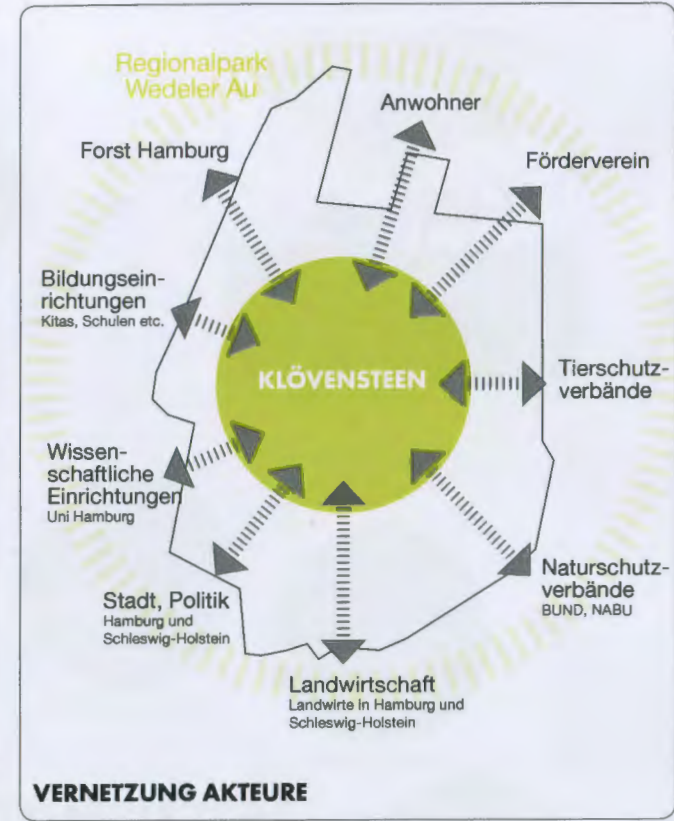 Regionalpark
Wedeler Au
Anwohner
Forst Hamburg
Förderverein
Bildungsein-
richtungen
Kitas, Schulen etc.
KLÖVENSTEEN
Tierschutz-
verbände
Wissen-
schaftliche
Einrichtungen
Uni Hamburg
Naturschutz-
verbände
BUND, NABU
Stadt, Politik
Hamburg und
Schleswig-Holstein
Landwirtschaft
Landwirte in Hamburg und
Schleswig-Holstein
VERNETZUNG AKTEURE